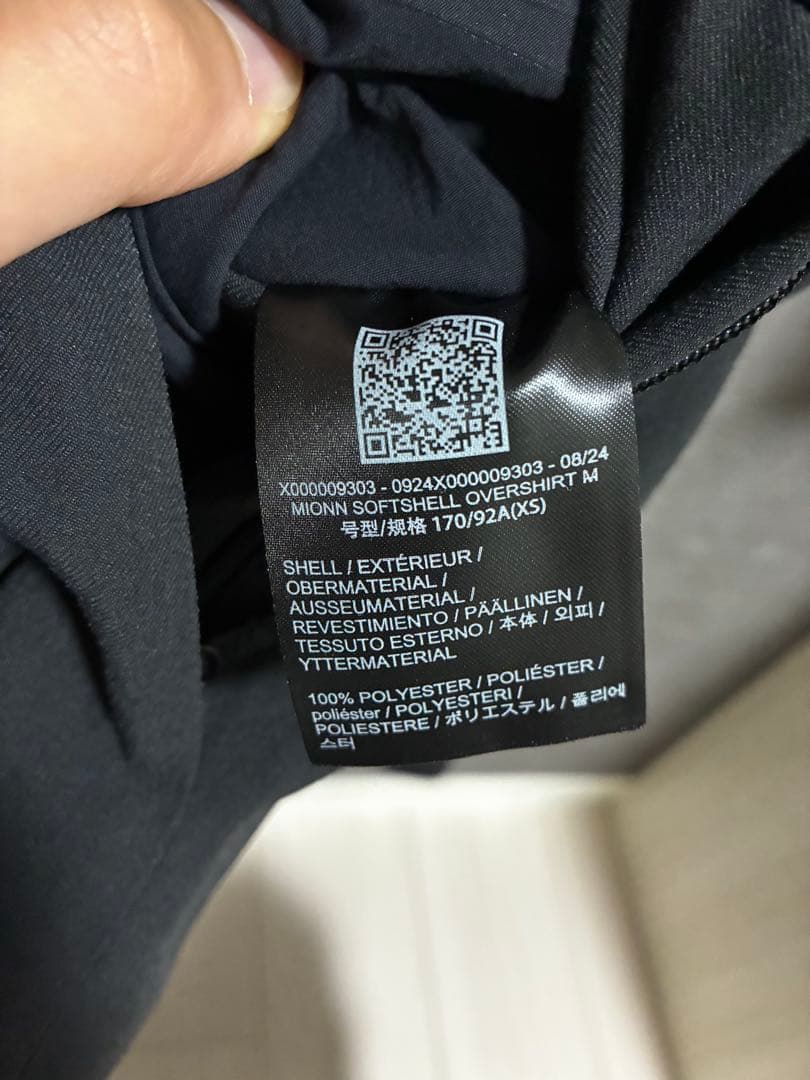 X000009303 - 0924X000009303 - 08/24
MIONN SOFTSHELL OVERSHIRT M
号型/规格 170/92A(XS)
SHELL / EXTÉRIEUR /
OBERMATERIAL /
AUSSEUMATERIAL /
REVESTIMIENTO / PÄÄLLINEN /
TESSUTO ESTERNO / 本体 / 외피 /
YTTERMATERIAL
100% POLYESTER / POLIÉSTER /
poliéster / POLYESTERI /
POLIESTERE / ポリエステル / 폴리에
스터